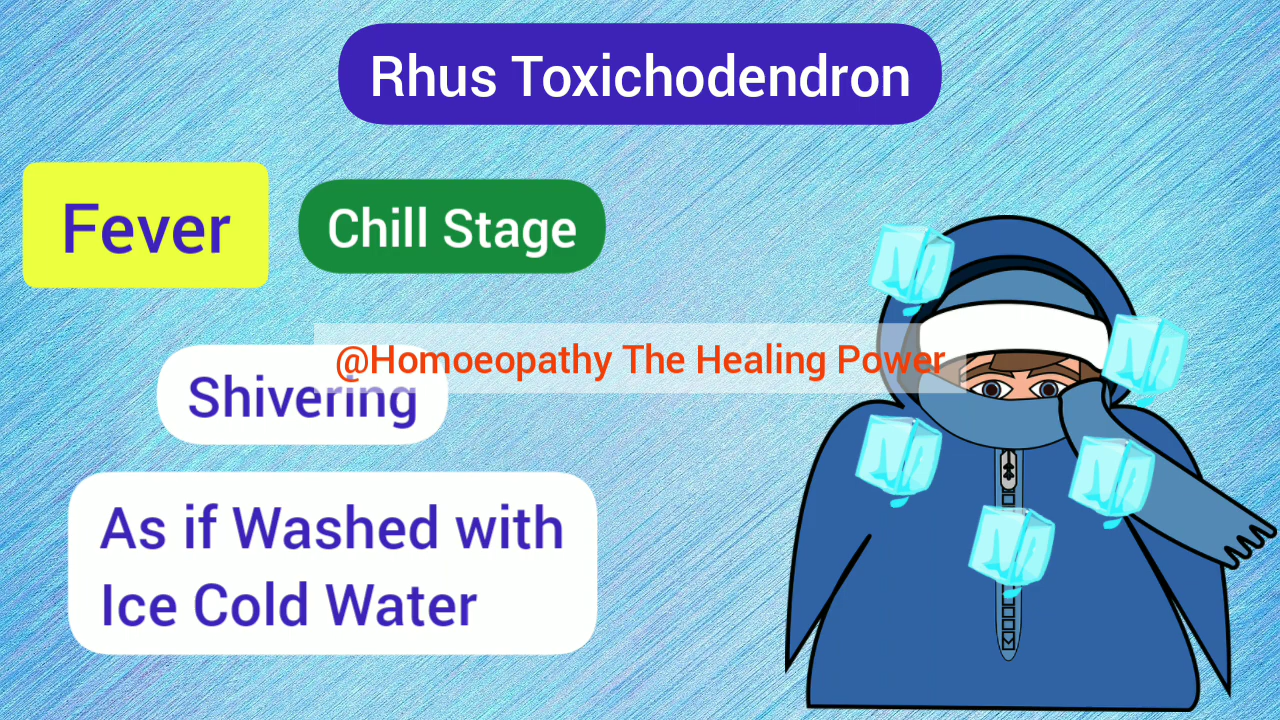 Rhus Toxichodendron
Fever
Chill Stage
@Homoeopathy The Healing Power
Shivering
As if Washed with
Ice Cold Water